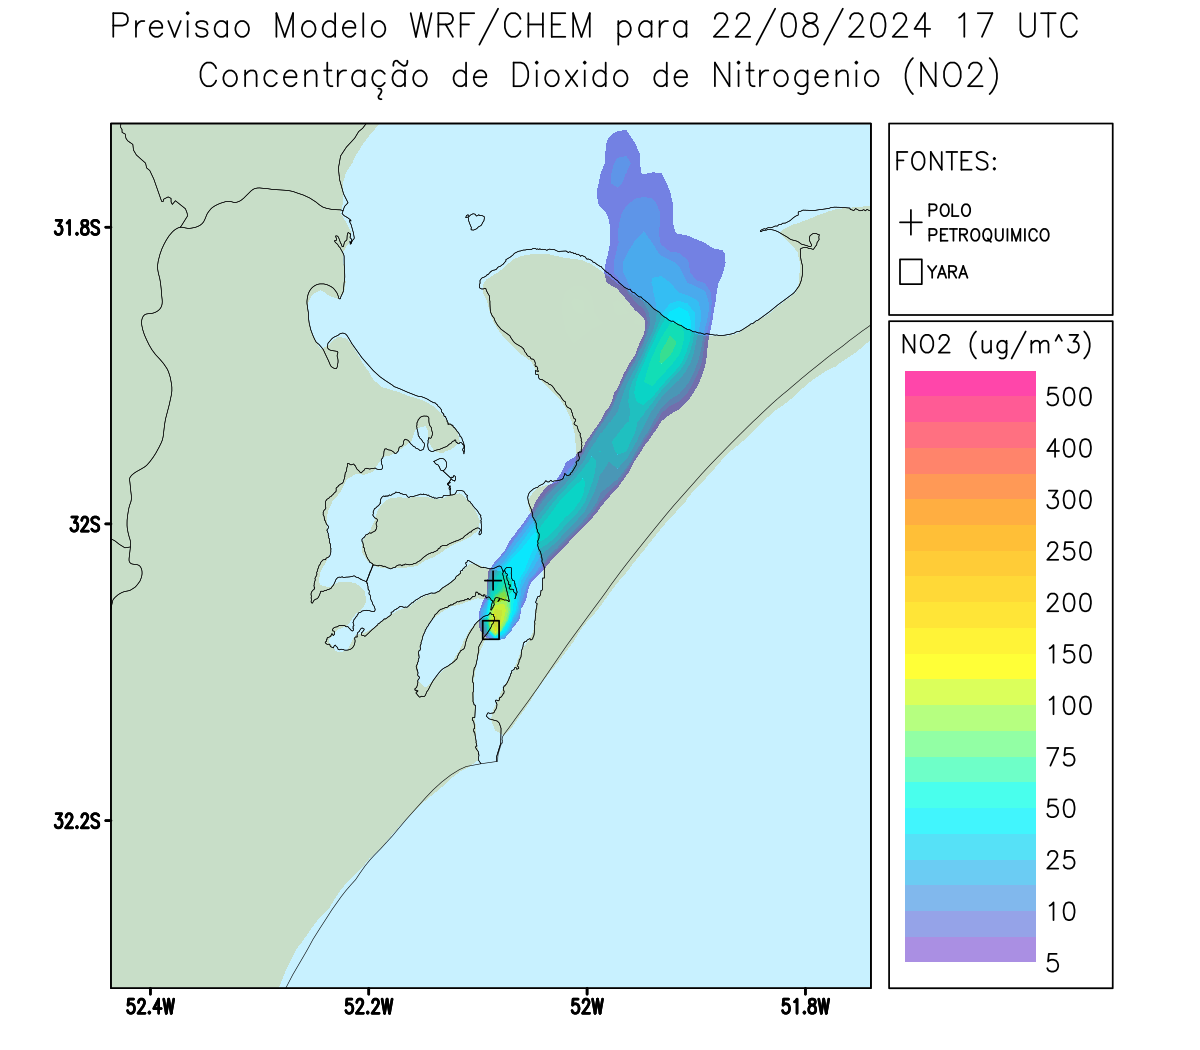 Previsao Modelo WRF/CHEM para 22/08/2024 17 UTC
Concentração de Dioxido de Nitrogenio (NO2)
FONTES:
POLO
PETROQUIMICO
YARA
31.8S
32S
32.2S
52.4W
52.2W
52W
51.8W
NO2 (ug/m^3)
500
400
300
250
200
150
100
75
50
25
10
5